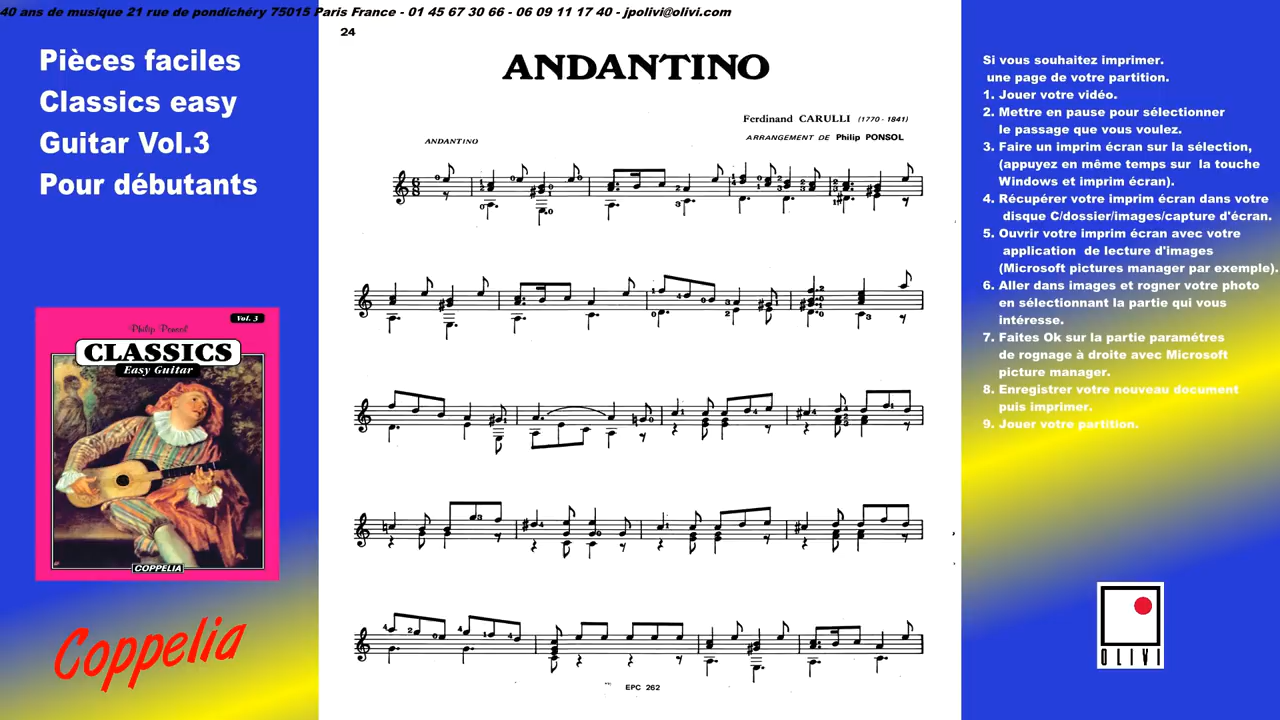 40 ans de musique 21 rue de pondichéry 75015 Paris France - 01 45 67 30 66 - 06 09 11 17 40 - jpolivi@olivi.com
Pièces faciles
Classics easy
Guitar Vol.3
Pour débutants
Vol. 3
Philip Ponsol
CLASSICS
Easy Guitar
COPPELIA
Coppelia
24
ANDANTINO
Ferdinand CARULLI (1770 - 1841)
ARRANGEMENT DE Philip PONSOL
ANDANTINO
EPC 262
Si vous souhaitez imprimer.
une page de votre partition.
1. Jouer votre vidéo.
2. Mettre en pause pour sélectionner
le passage que vous voulez.
3. Faire un imprim écran sur la sélection,
(appuyez en même temps sur la touche
Windows et imprim écran).
4. Récupérer votre imprim écran dans votre
disque C/dossier/images/capture d'écran.
5. Ouvrir votre imprim écran avec votre
application de lecture d'images
(Microsoft pictures manager par exemple).
6. Aller dans images et rogner votre photo
en sélectionnant la partie qui vous
intéresse.
7. Faites Ok sur la partie paramétres
de rognage à droite avec Microsoft
picture manager.
8. Enregistrer votre nouveau document
puis imprimer.
9. Jouer votre partition.
OLIVI